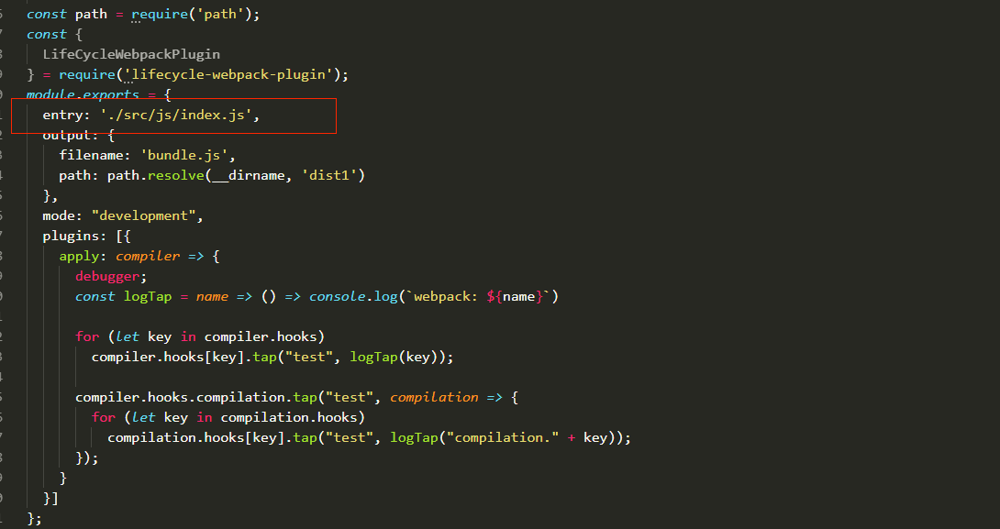 const path = require('path');
const {
  LifeCycleWebpackPlugin
} = require('lifecycle-webpack-plugin');
module.exports = {
  entry: './src/js/index.js',
  output: {
    filename: 'bundle.js',
    path: path.resolve(__dirname, 'dist1')
  },
  mode: "development",
  plugins: [{
    apply: compiler => {
      debugger;
      const logTap = name => () => console.log(`webpack: ${name}`)
      for (let key in compiler.hooks)
        compiler.hooks[key].tap("test", logTap(key));
      compiler.hooks.compilation.tap("test", compilation => {
        for (let key in compilation.hooks)
          compilation.hooks[key].tap("test", logTap("compilation." + key));
      });
    }
  }]
};